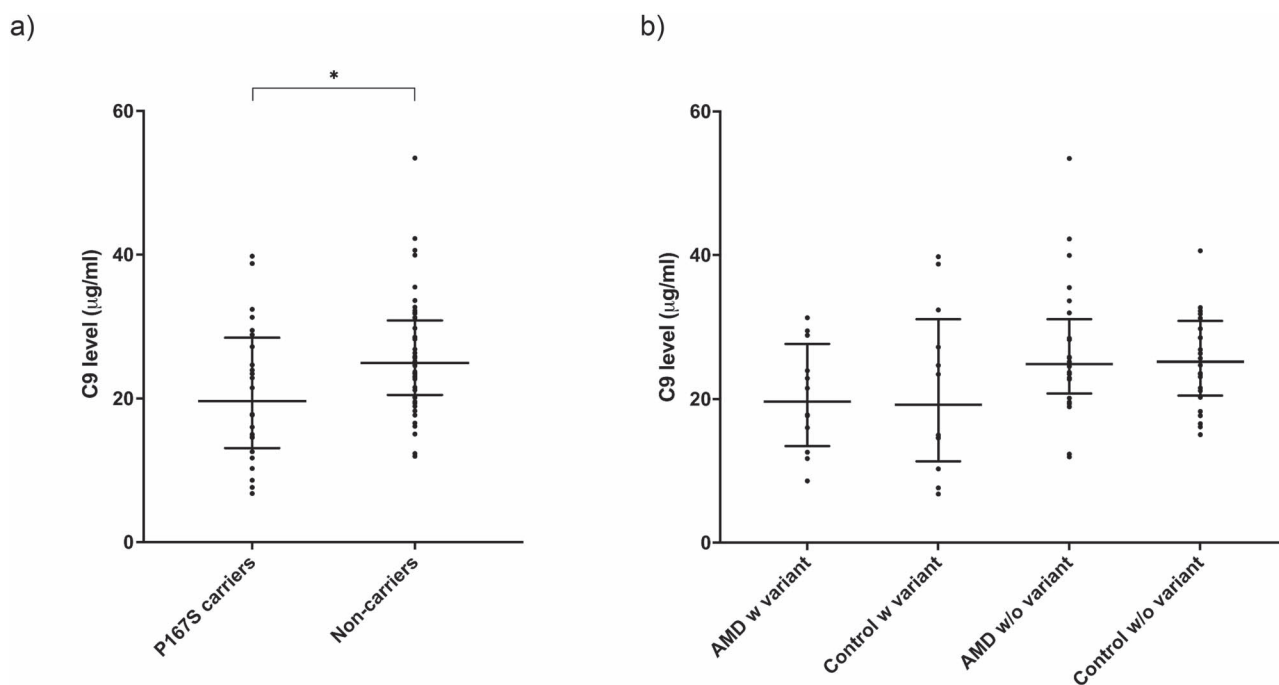 a)
*
60
40
20
0
C9 level (μg/ml)
P167S carriers
Non-carriers
b)
60
40
20
0
C9 level (μg/ml)
AMD w variant
Control w variant
AMD w/o variant
Control w/o variant